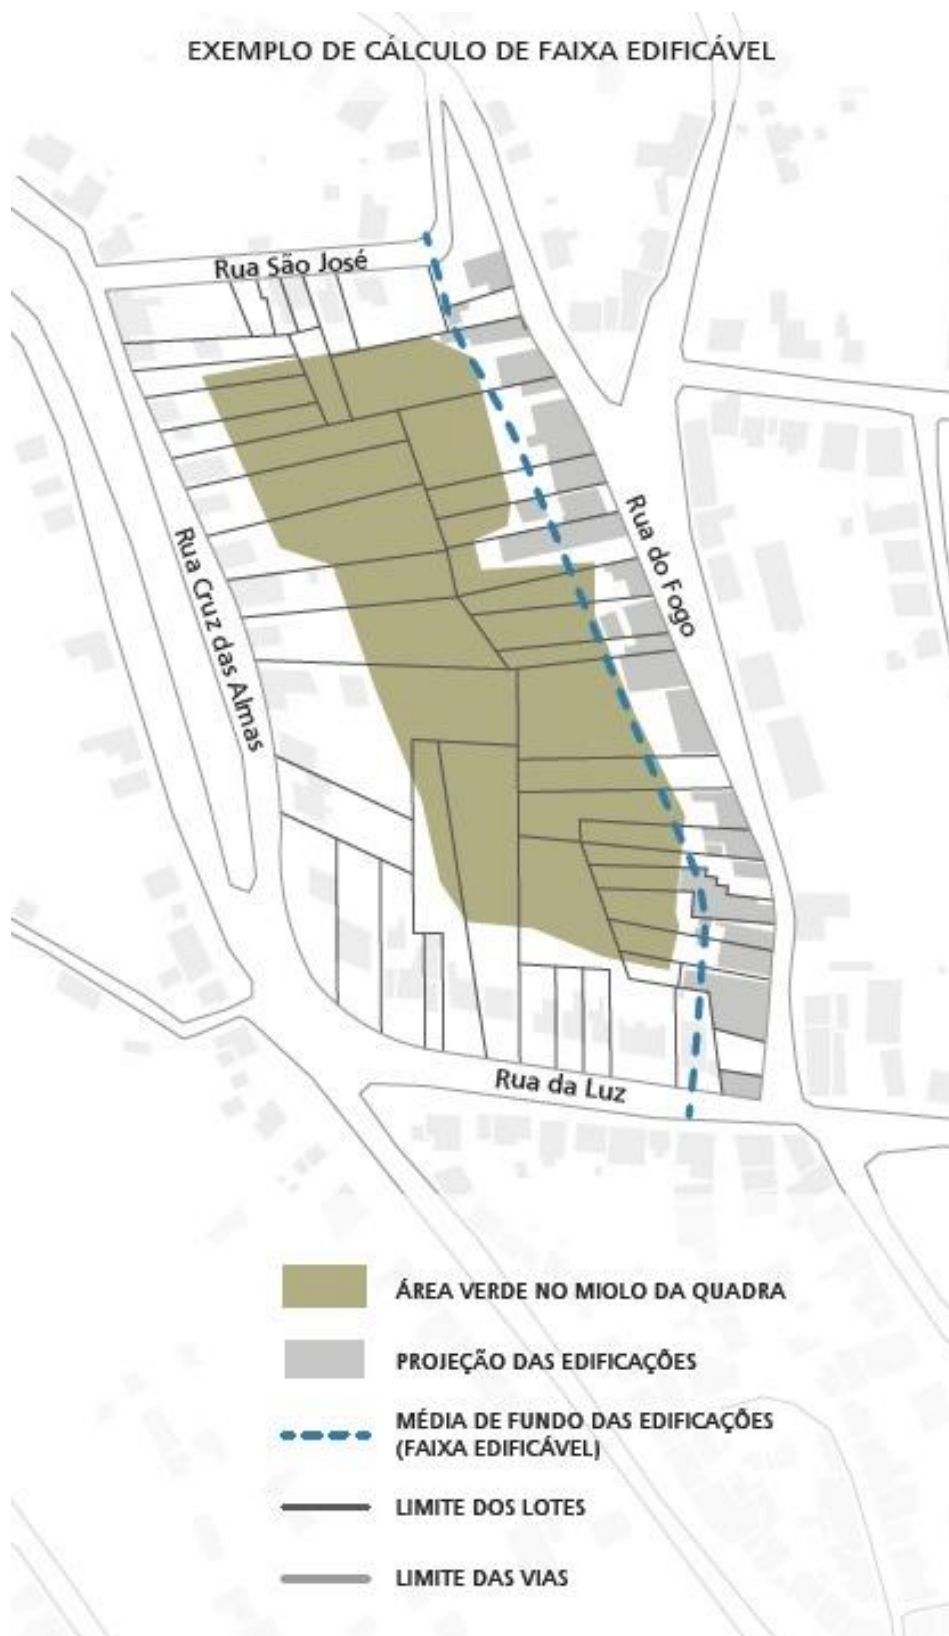 EXEMPLO DE CÁLCULO DE FAIXA EDIFICÁVEL
Rua São José
Rua do Fogo
Rua Cruz das Almas
Rua da Luz
ÁREA VERDE NO MIOLO DA QUADRA
PROJEÇÃO DAS EDIFICAÇÕES
MÉDIA DE FUNDO DAS EDIFICAÇÕES
(FAIXA EDIFICÁVEL)
LIMITE DOS LOTES
LIMITE DAS VIAS